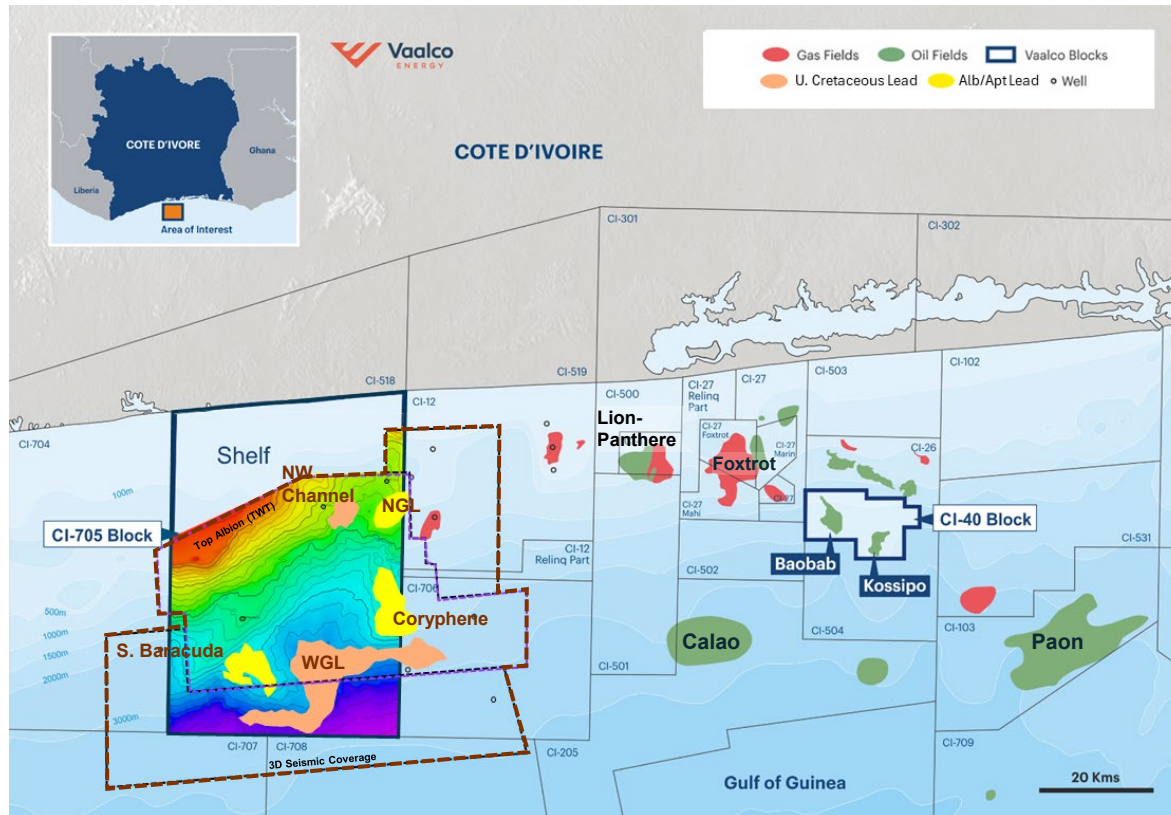 Vaalco
ENERGY
Gas Fields
Oil Fields
Vaalco Blocks
U. Cretaceous Lead
Alb/Apt Lead
Well
COTE D'IVOIRE
Ghana
Liberia
Area of Interest
COTE D'IVOIRE
CI-301
CI-302
CI-518
CI-519
CI-12
CI-500
CI-27
Relinq
Part
CI-27
CI-503
CI-102
CI-704
Shelf
Lion-
Panthere
CI-27
Foxtrot
Foxtrot
CI-27
Marin
CI-26
NW
Channel
NGL
100m
Top Albion (TWT)
CI-27
CI-27
Mahi
CI-705 Block
CI-40 Block
CI-531
CI-12
Relinq Part
Baobab
CI-502
Kossipo
CI-706
500m
1000m
1500m
2000m
3000m
Coryphene
CI-103
S. Baracuda
WGL
Calao
CI-504
Paon
CI-501
CI-707
CI-708
3D Seismic Coverage
CI-205
CI-709
Gulf of Guinea
20 Kms